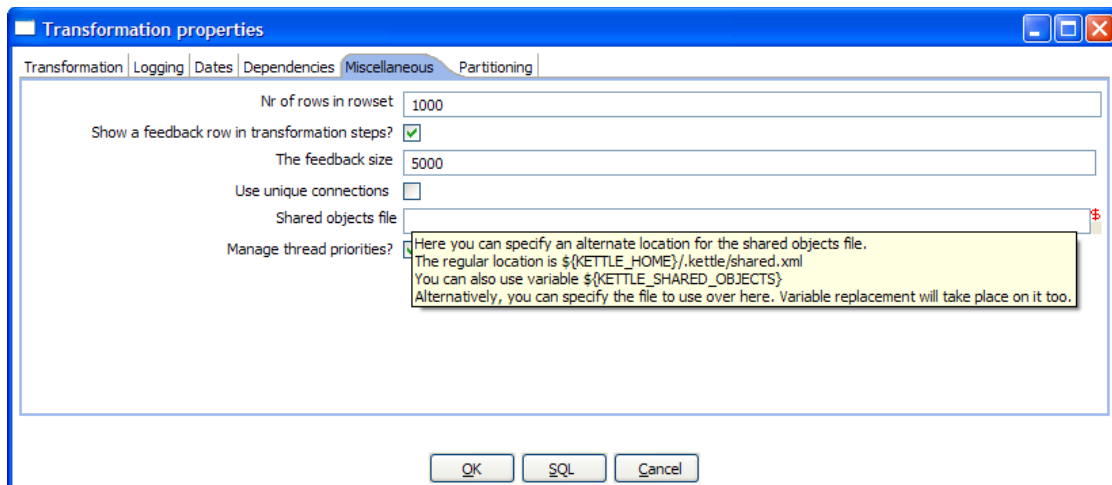 Transformation properties
Transformation Logging Dates Dependencies Miscellaneous Partitioning
Nr of rows in rowset 1000
Show a feedback row in transformation steps?
The feedback size 5000
Use unique connections
Shared objects file $
Manage thread priorities?
Here you can specify an alternate location for the shared objects file.
The regular location is ${KETTLE_HOME}/.kettle/shared.xml
You can also use variable ${KETTLE_SHARED_OBJECTS}
Alternatively, you can specify the file to use over here. Variable replacement will take place on it too.
OK SQL Cancel